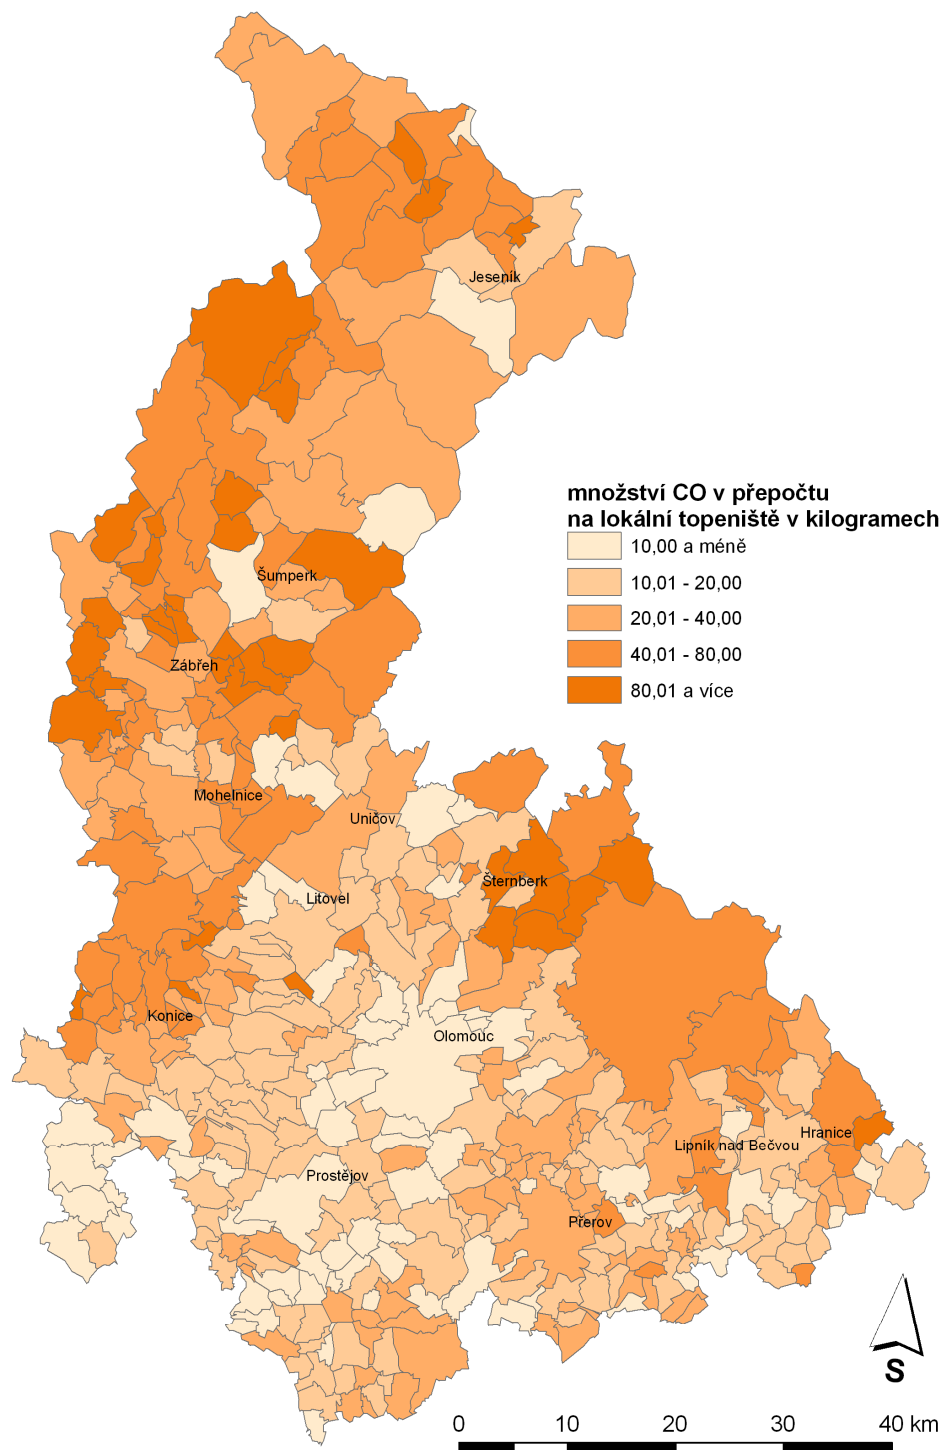 Jeseník
množství CO v přepočtu
na lokální topeniště v kilogramech
10,00 a méně
10,01 - 20,00
20,01 - 40,00
40,01 - 80,00
80,01 a více
Šumperk
Zábřeh
Mohelnice
Uničov
Šternberk
Litovel
Konice
Olomouc
Hranice
Lipník nad Bečvou
Prostějov
Přerov
S
0 10 20 30 40 km